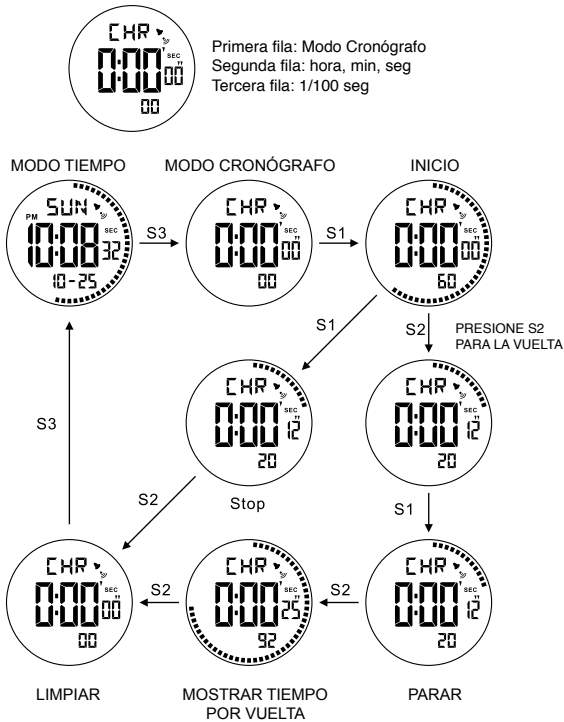 CHR
SEC
0:00 00
00
Primera fila: Modo Cronógrafo
Segunda fila: hora, min, seg
Tercera fila: 1/100 seg
MODO TIEMPO
MODO CRONÓGRAFO
INICIO
SUN
PM
SEC
10:08 32
10-25
S3
CHR
SEC
0:00 00
00
S1
CHR
SEC
0:00 00
60
S1
S2
PRESIONE S2
PARA LA VUELTA
CHR
SEC
0:00 12
20
Stop
CHR
SEC
0:00 12
20
S3
S2
S1
CHR
SEC
0:00 00
00
S2
CHR
SEC
0:00 25
92
S2
CHR
SEC
0:00 12
20
LIMPIAR
MOSTRAR TIEMPO
POR VUELTA
PARAR